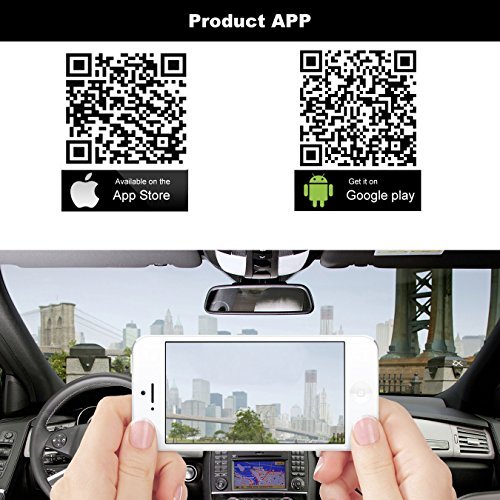 Product APP
Available on the
App Store
Get it on
Google play